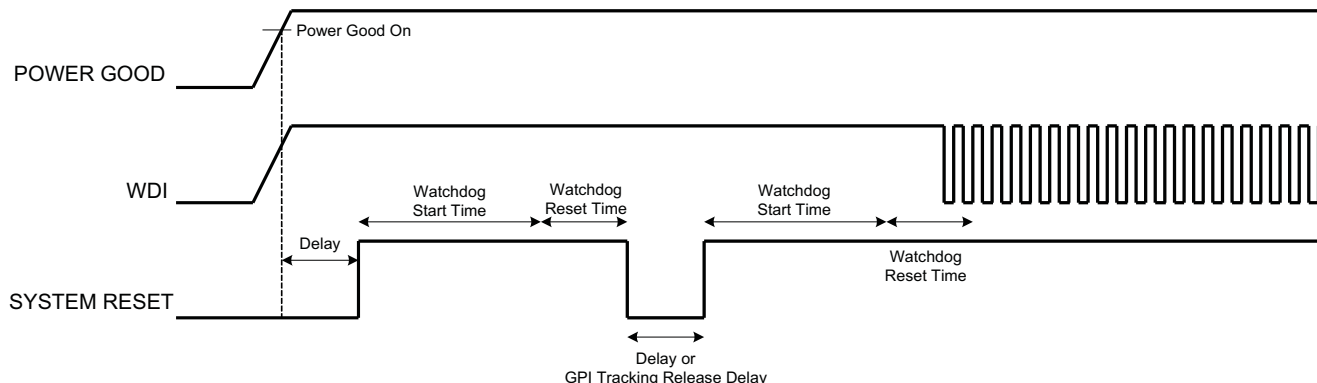 Power Good On
POWER GOOD
WDI
Watchdog
Start Time
Watchdog
Reset Time
Watchdog
Start Time
Delay
Watchdog
Reset Time
SYSTEM RESET
Delay or
GPI Tracking Release Delay